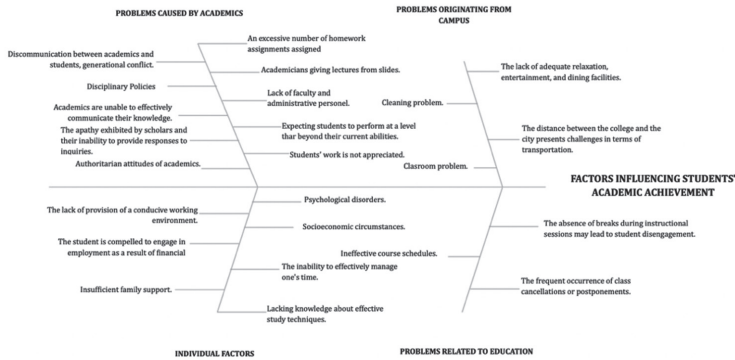 PROBLEMS CAUSED BY ACADEMICS
An excessive number of homework
assignments assigned
Discommunication between academics and
students, generational conflict.
Academicians giving lectures from slides.
Disciplinary Policies
Lack of faculty and
administrative personel.
Academics are unable to effectively
communicate their knowledge.
Expecting students to perform at a level
thar beyond their current abilities.
The apathy exhibited by scholars and
their inability to provide responses to
inquiries.
Students' work is not appreciated.
Authoritarian attitudes of academics.
PROBLEMS ORIGINATING FROM
CAMPUS
The lack of adequate relaxation,
entertainment, and dining facilities.
Cleaning problem.
The distance between the college and the
city presents challenges in terms of
transportation.
Clasroom problem.
FACTORS INFLUENCING STUDENTS'
ACADEMIC ACHIEVEMENT
Psychological disorders.
The lack of provision of a conducive working
environment.
Socioeconomic circumstances.
The student is compelled to engage in
employment as a result of financial
The inability to effectively manage
one's time.
Insufficient family support.
Lacking knowledge about effective
study techniques.
INDIVIDUAL FACTORS
The absence of breaks during instructional
sessions may lead to student disengagement.
Ineffective course schedules.
The frequent occurrence of class
cancellations or postponements.
PROBLEMS RELATED TO EDUCATION